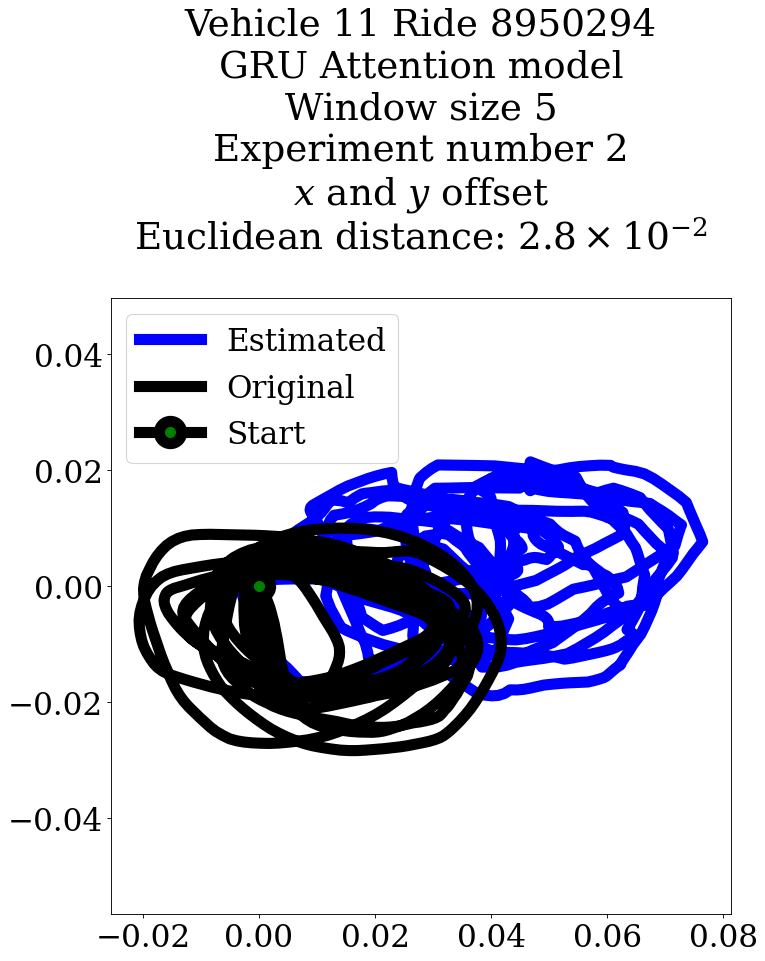 Vehicle 11 Ride 8950294
GRU Attention model
Window size 5
Experiment number 2
x and y offset
Euclidean distance: 2.8 × 10⁻²
Estimated
Original
Start
0.04
0.02
0.00
−0.02
−0.04
−0.02 0.00 0.02 0.04 0.06 0.08